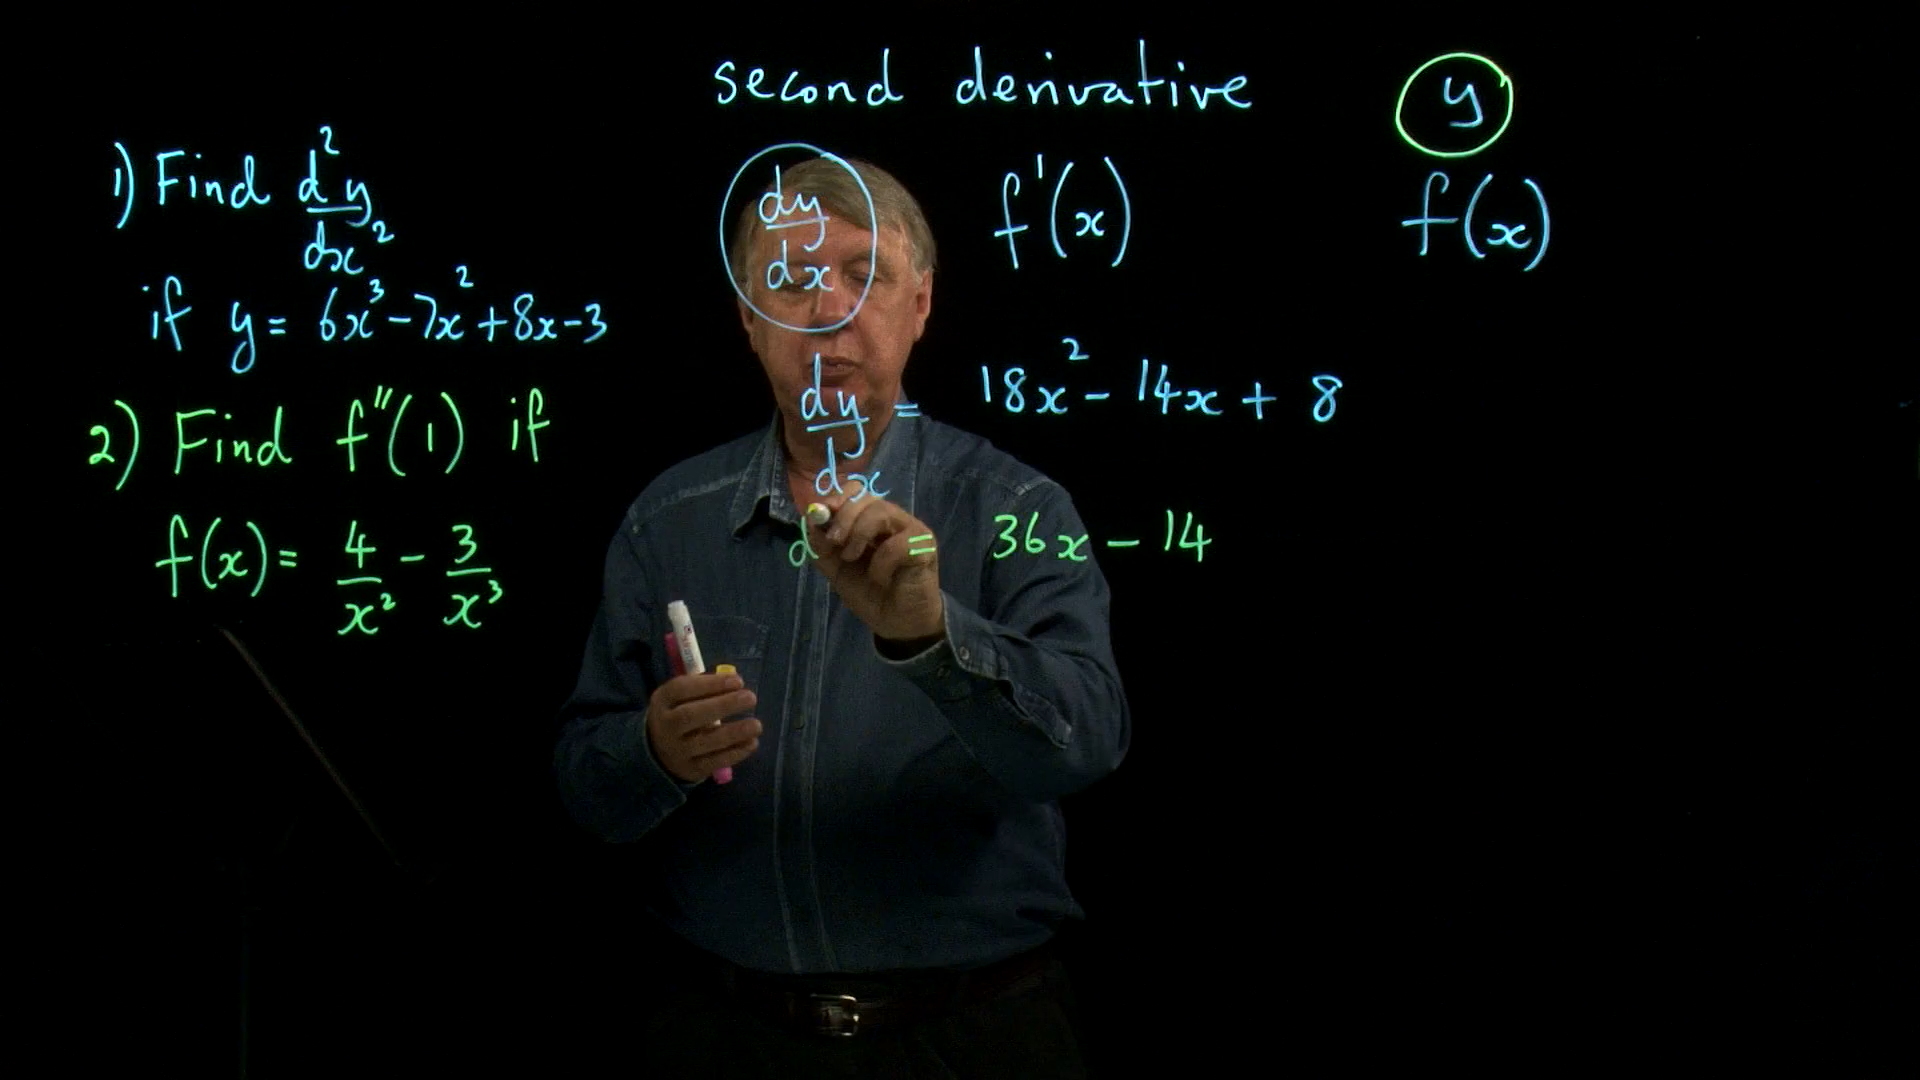 second derivative
y
1) Find d²y/dx²
if y = 6x³ - 7x² + 8x - 3
2) Find f''(1) if
f(x) = 4/x² - 3/x³
dy/dx f'(x) f(x)
dy/dx = 18x² - 14x + 8
d = 36x - 14